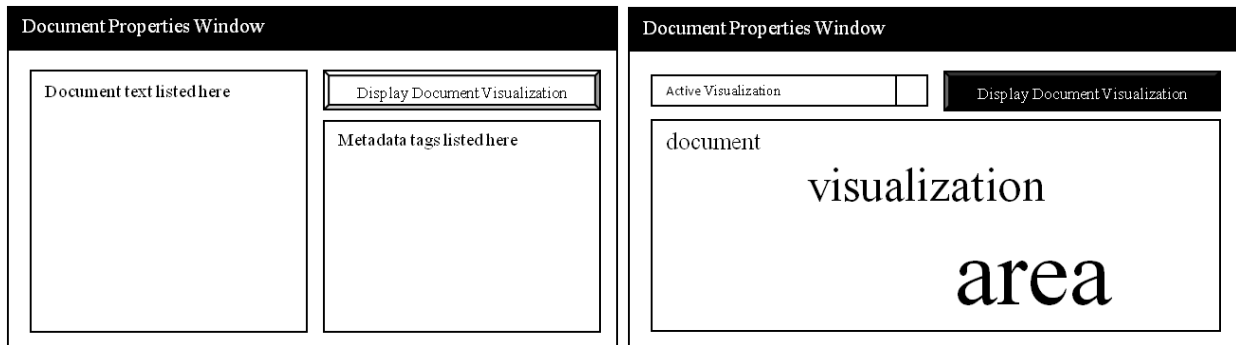 Document Properties Window
Document text listed here
Display Document Visualization
Metadata tags listed here
Document Properties Window
Active Visualization
Display Document Visualization
document
visualization
area